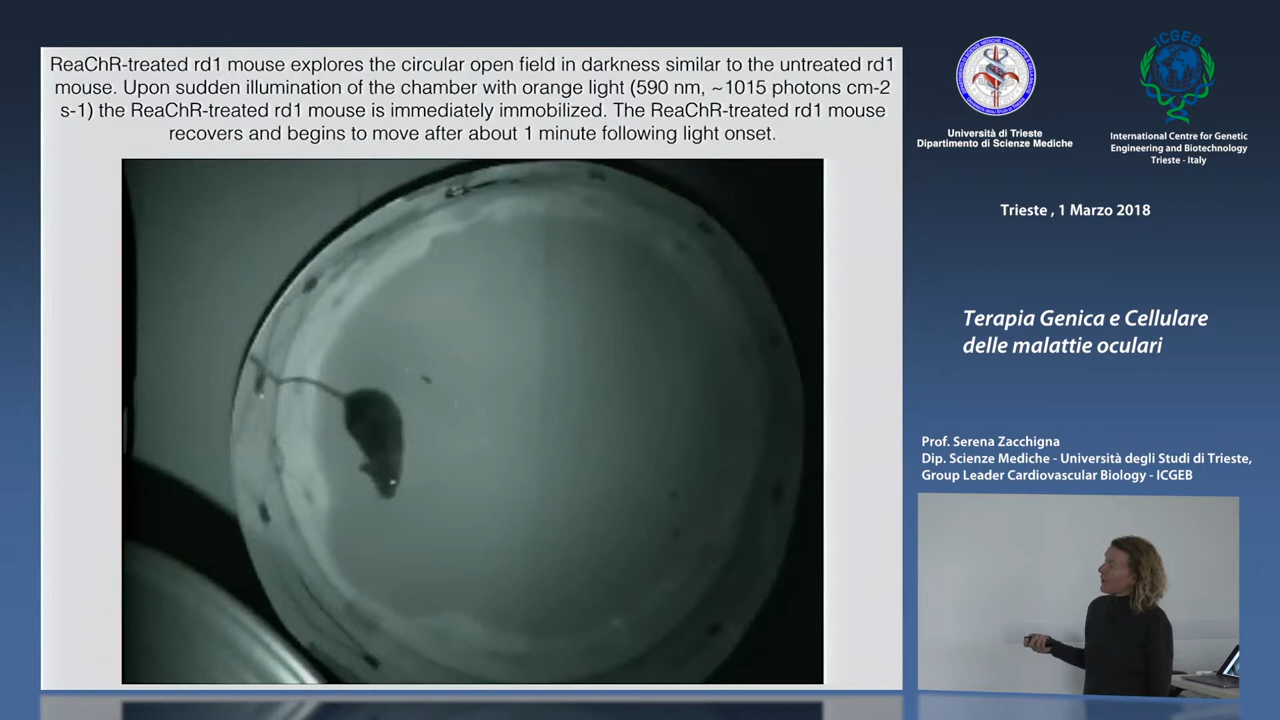 ReaChR-treated rd1 mouse explores the circular open field in darkness similar to the untreated rd1
mouse. Upon sudden illumination of the chamber with orange light (590 nm, ~1015 photons cm-2
s-1) the ReaChR-treated rd1 mouse is immediately immobilized. The ReaChR-treated rd1 mouse
recovers and begins to move after about 1 minute following light onset.
Università di Trieste
Dipartimento di Scienze Mediche
ICGEB
International Centre for Genetic
Engineering and Biotechnology
Trieste - Italy
Trieste , 1 Marzo 2018
Terapia Genica e Cellulare
delle malattie oculari
Prof. Serena Zacchigna
Dip. Scienze Mediche - Università degli Studi di Trieste,
Group Leader Cardiovascular Biology - ICGEB